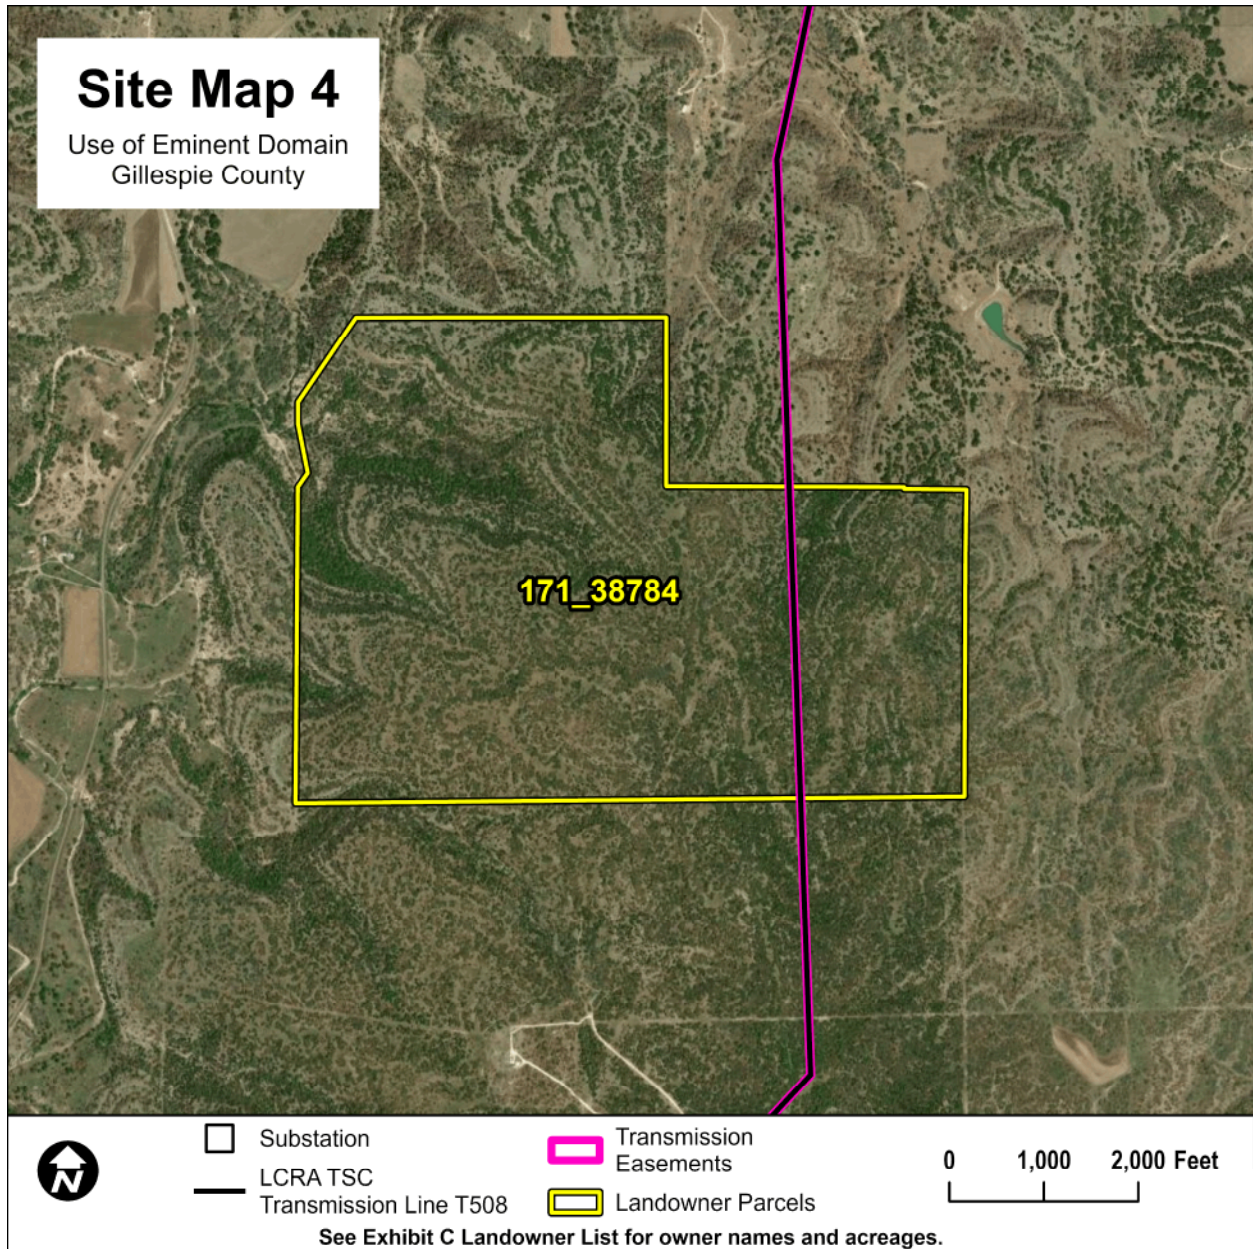 Site Map 4
Use of Eminent Domain
Gillespie County
171_38784
N
Substation
LCRA TSC
Transmission Line T508
Transmission
Easements
Landowner Parcels
0 1,000 2,000 Feet
See Exhibit C Landowner List for owner names and acreages.